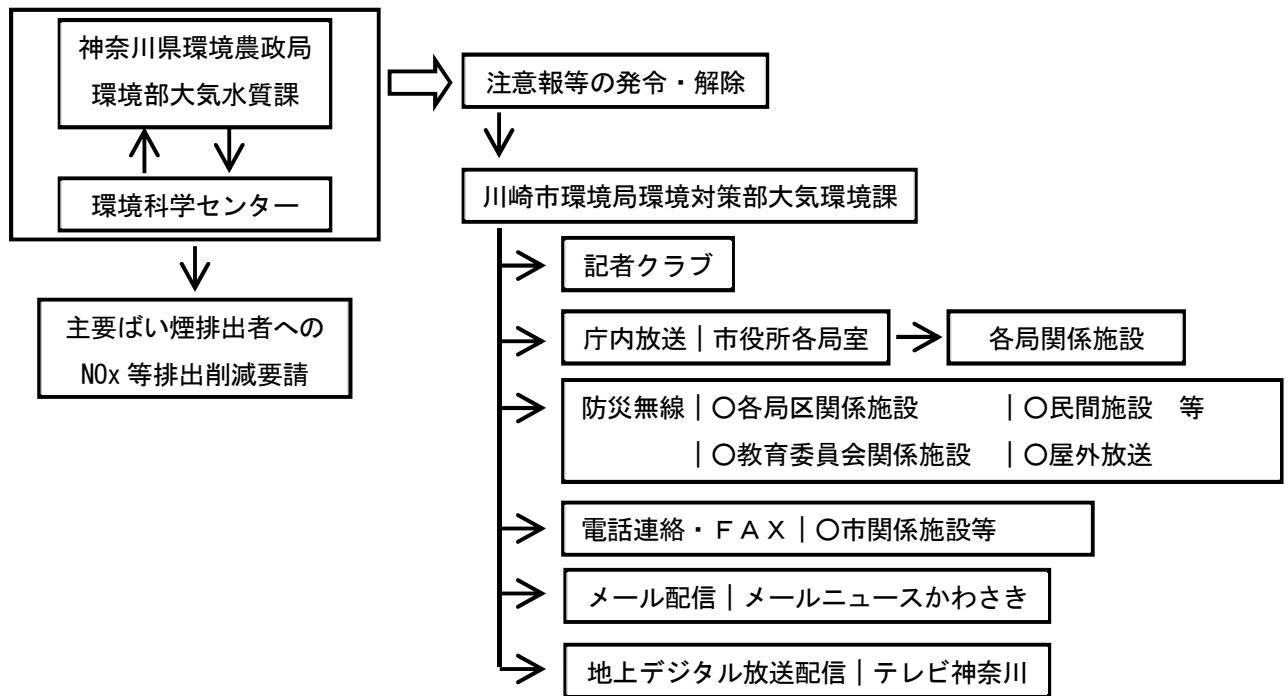 神奈川県環境農政局
環境部大気水質課
環境科学センター
主要ばい煙排出者への
NOx 等排出削減要請
注意報等の発令・解除
川崎市環境局環境対策部大気環境課
記者クラブ
庁内放送｜市役所各局室
各局関係施設
防災無線｜〇各局区関係施設　｜〇民間施設　等
｜〇教育委員会関係施設　｜〇屋外放送
電話連絡・ＦＡＸ｜〇市関係施設等
メール配信｜メールニュースかわさき
地上デジタル放送配信｜テレビ神奈川